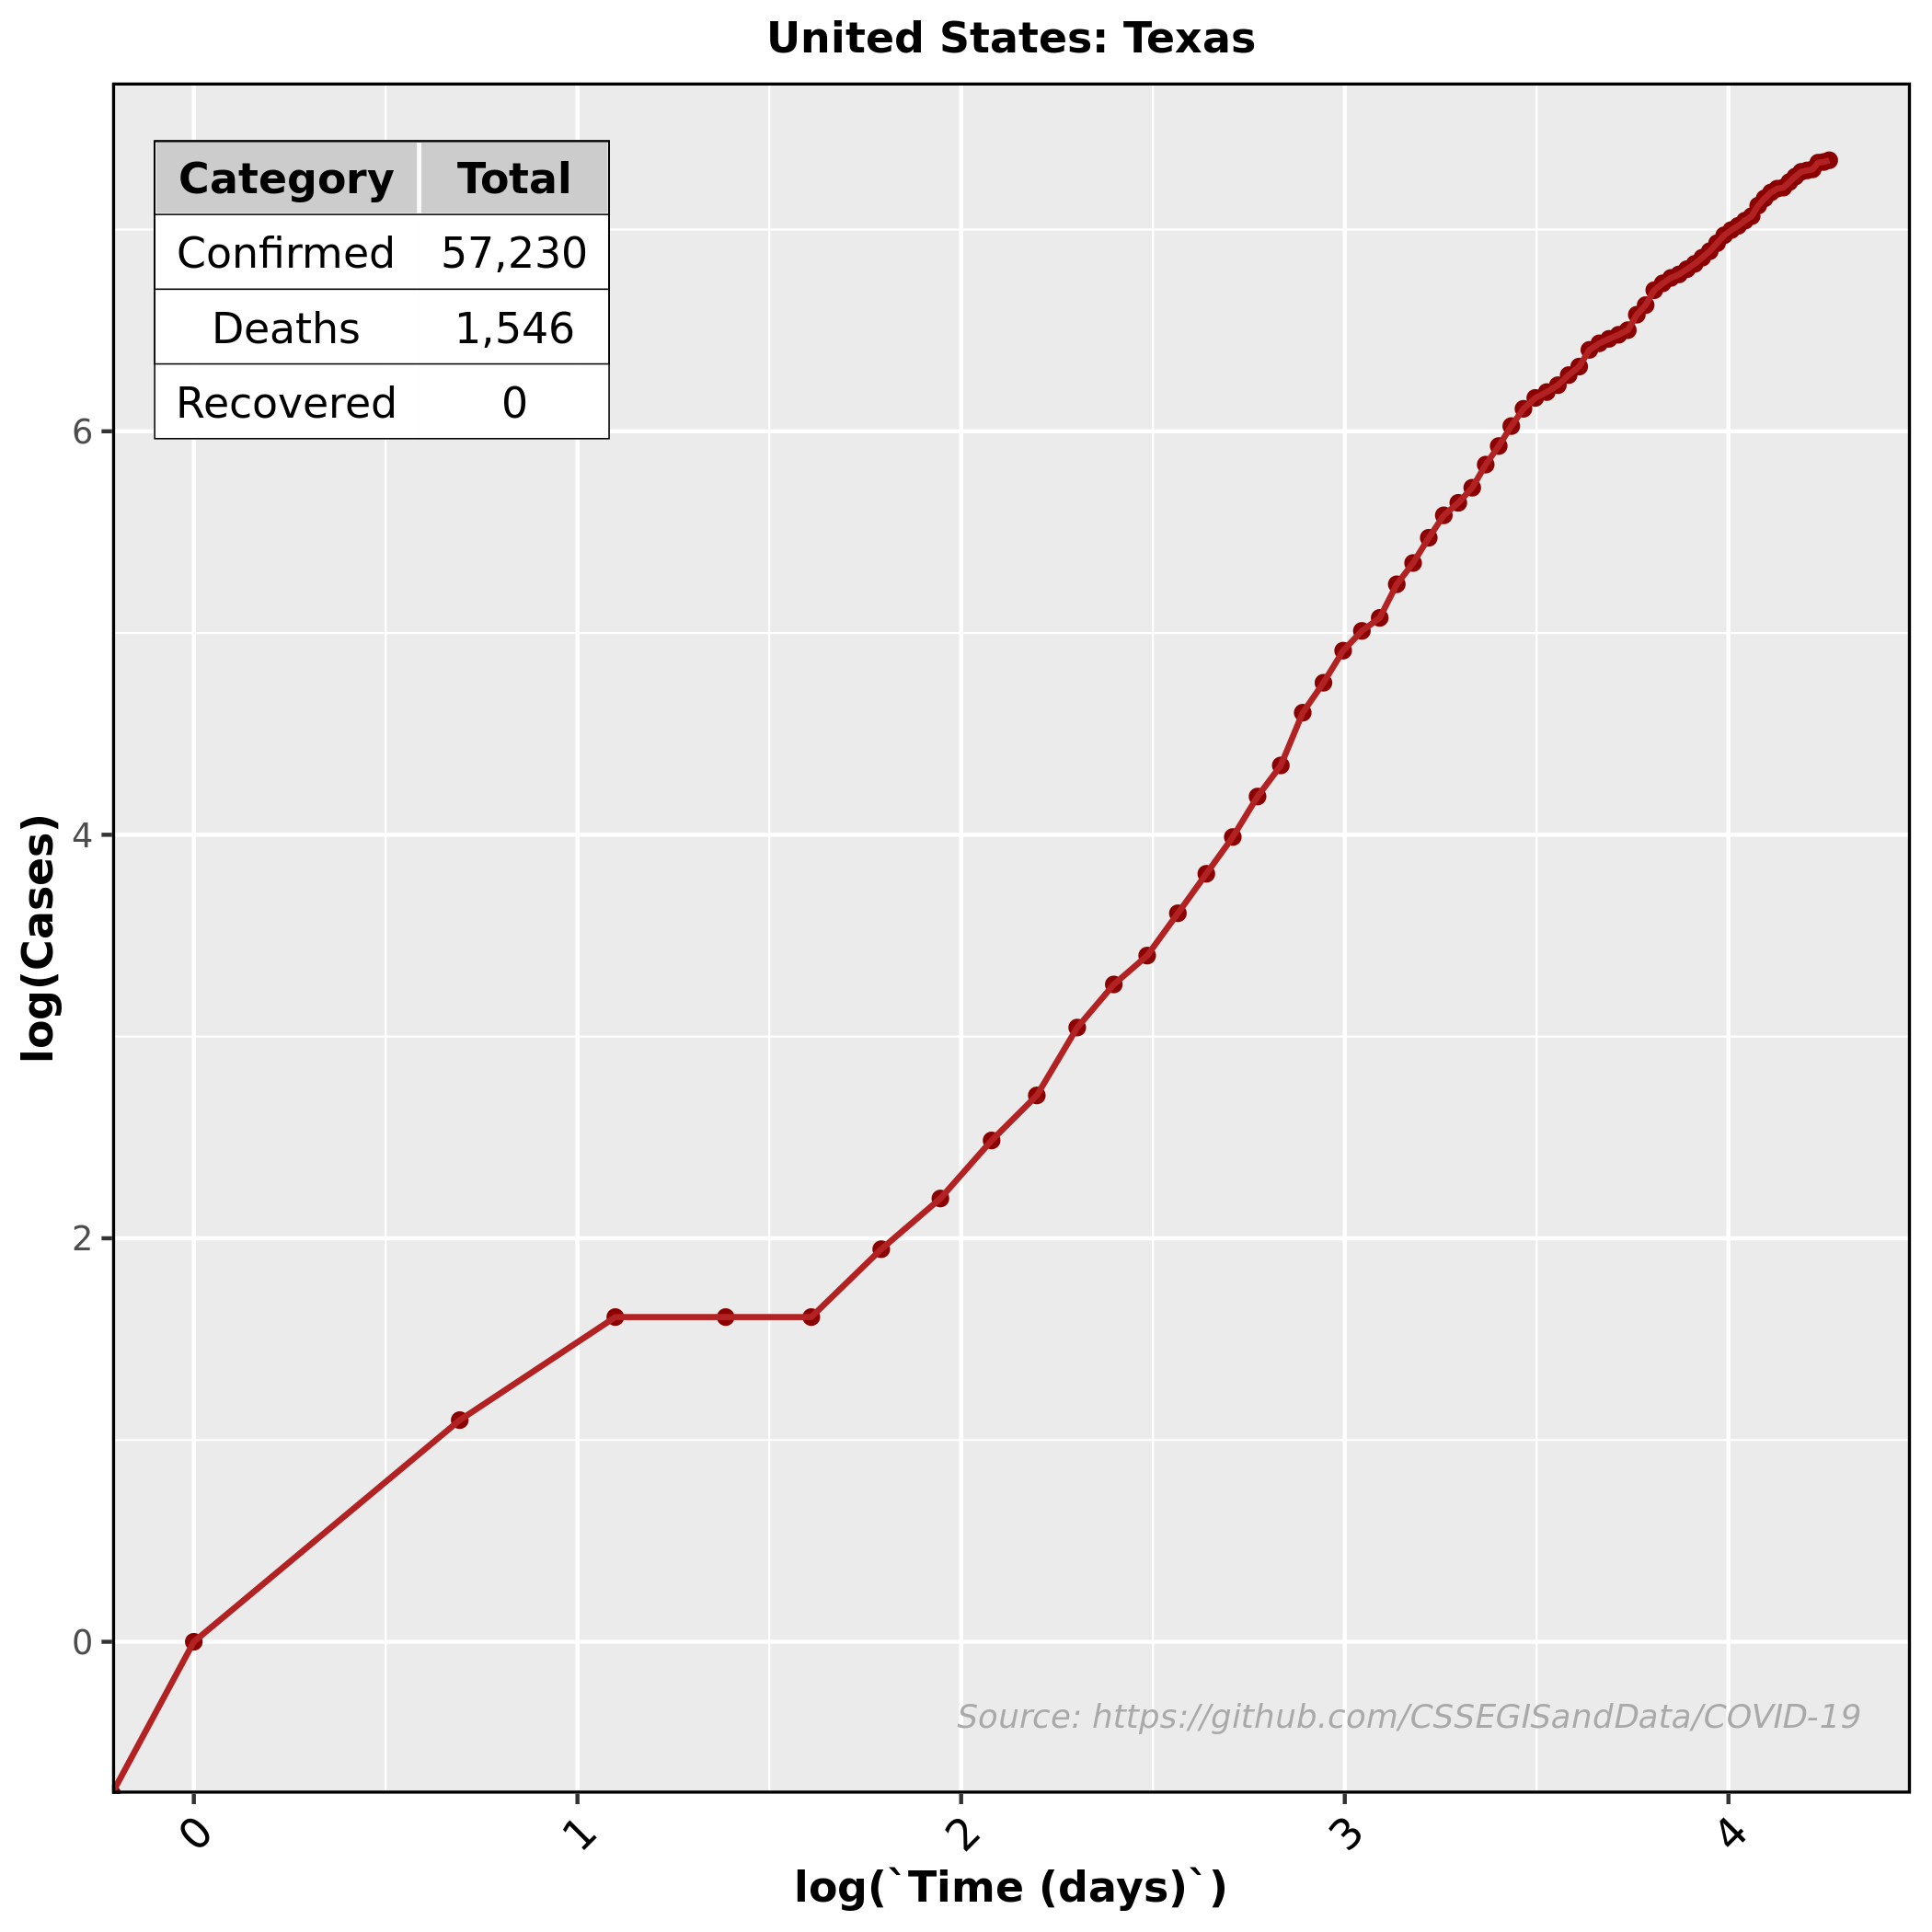 United States: Texas
Category Total
Confirmed 57,230
Deaths 1,546
Recovered 0
6
4
2
0
log(Cases)
Source: https://github.com/CSSEGISandData/COVID-19
0 1 2 3 4
log(`Time (days)`)